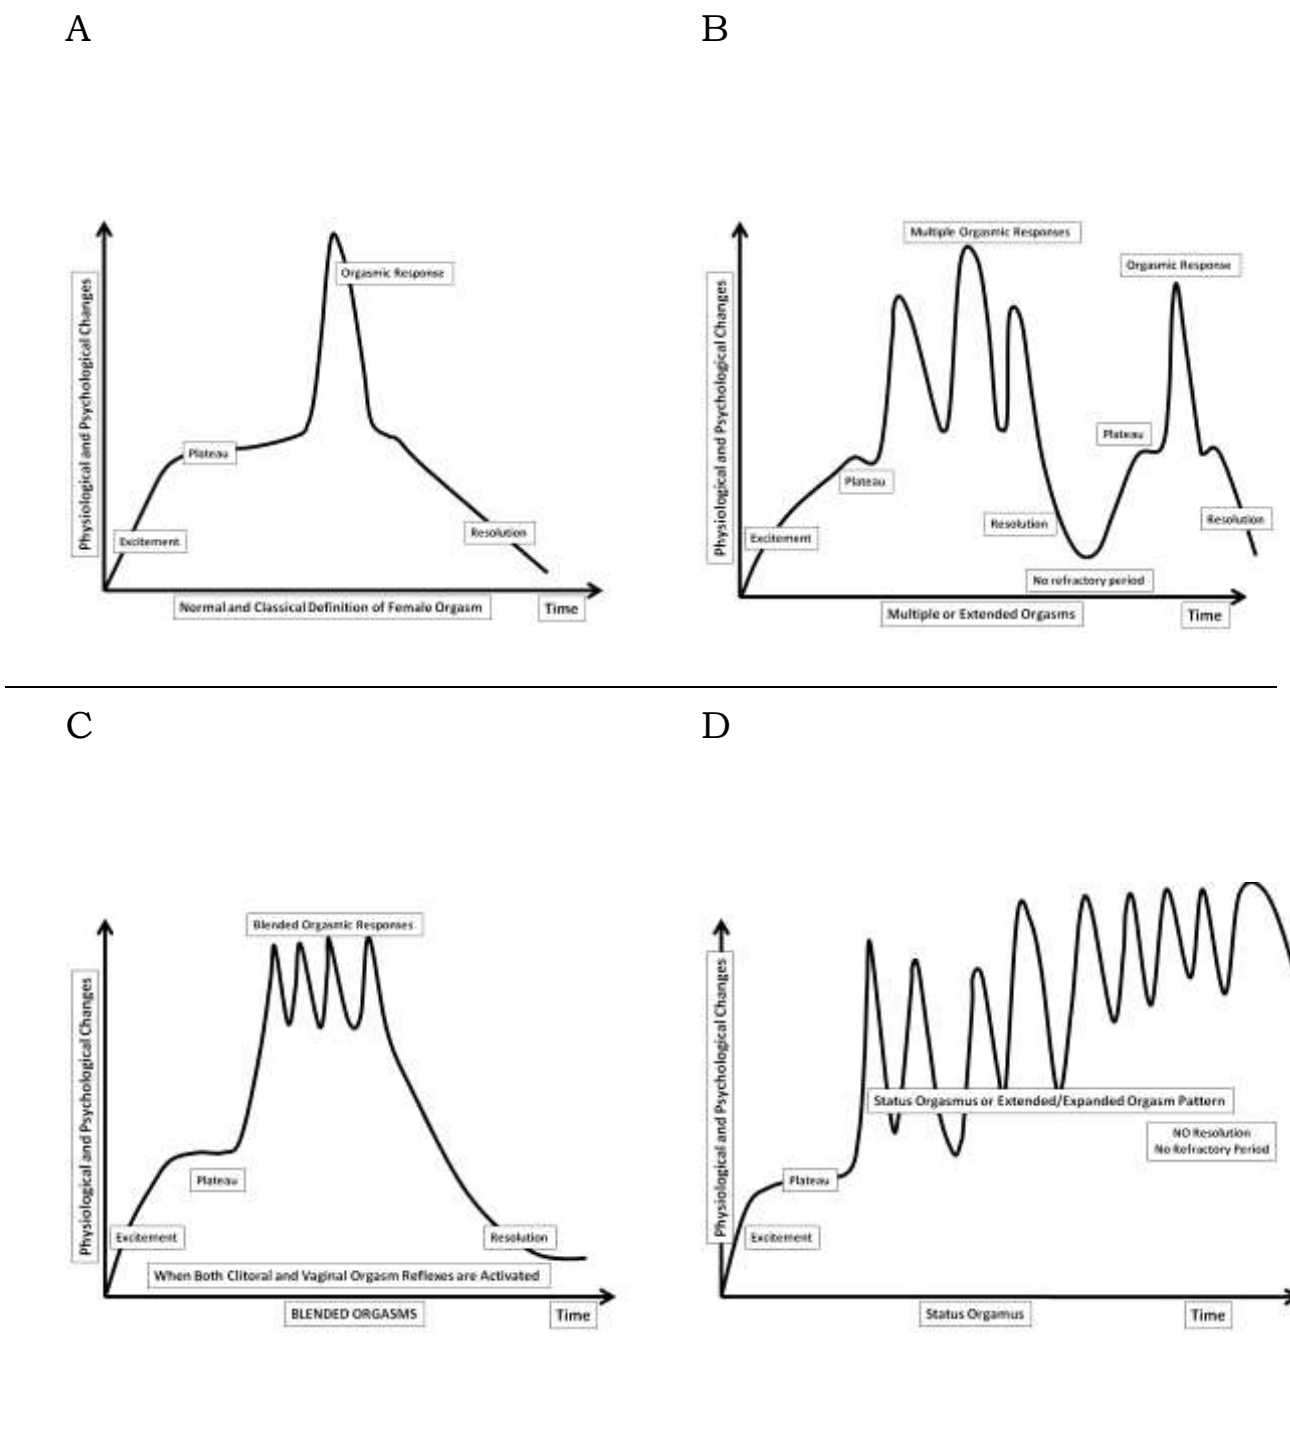 A
Physiological and Psychological Changes
Orgasmic Response
Plateau
Excitement
Resolution
Normal and Classical Definition of Female Orgasm
Time
B
Physiological and Psychological Changes
Multiple Orgasmic Responses
Orgasmic Response
Plateau
Plateau
Excitement
Resolution
Resolution
No refractory period
Multiple or Extended Orgasms
Time
C
Physiological and Psychological Changes
Blended Orgasmic Responses
Plateau
Excitement
Resolution
When Both Clitoral and Vaginal Orgasm Reflexes are Activated
BLENDED ORGASMS
Time
D
Physiological and Psychological Changes
Status Orgasmus or Extended/Expanded Orgasm Pattern
NO Resolution
No Refractory Period
Plateau
Excitement
Status Orgamus
Time